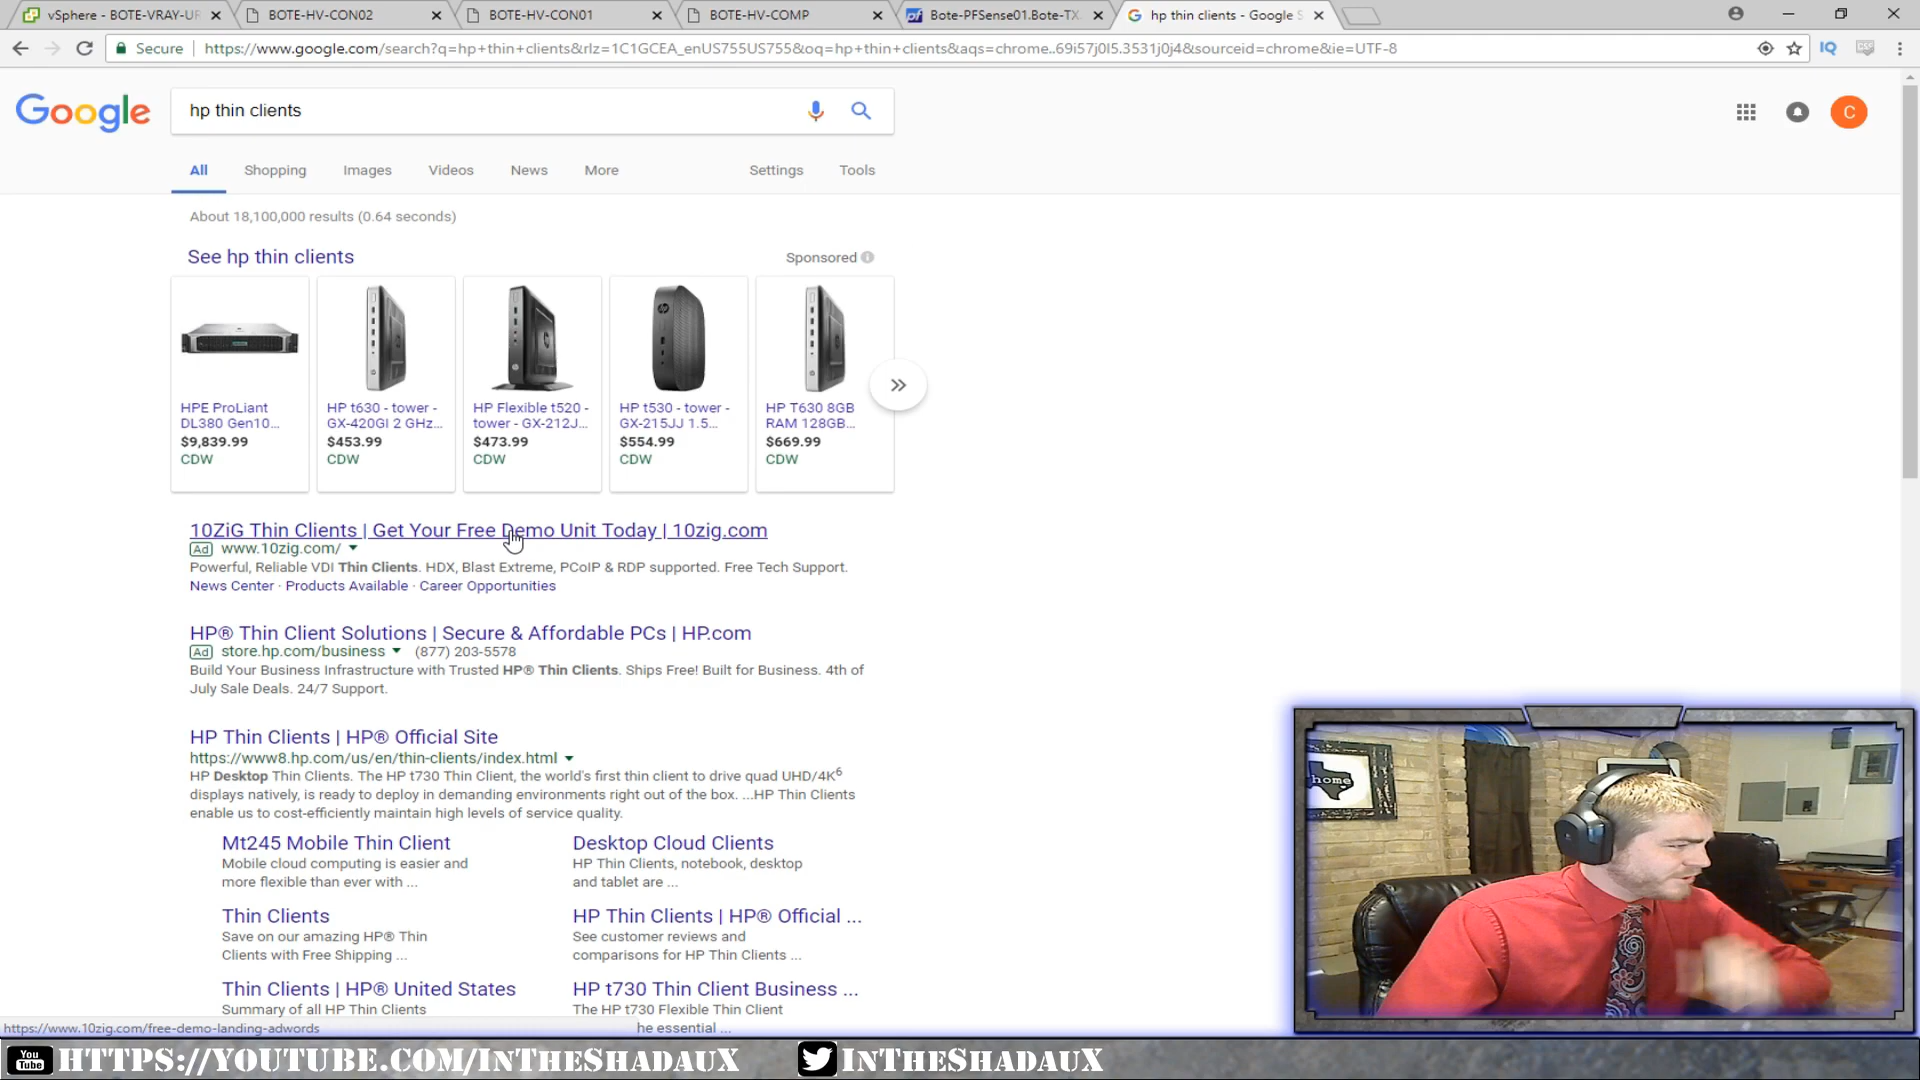 vSphere - BOTE-VRAY-UR
BOTE-HV-CON02
BOTE-HV-CON01
BOTE-HV-COMP
Bote-PFSense01.Bote-TX
hp thin clients - Google S
Secure
https://www.google.com/search?q=hp+thin+clients&rlz=1C1GCEA_enUS755US755&oq=hp+thin+clients&aqs=chrome..69i57j0l5.3531j0j4&sourceid=chrome&ie=UTF-8
IQ
CSF
Google
hp thin clients
C
All Shopping Images Videos News More Settings Tools
About 18,100,000 results (0.64 seconds)
See hp thin clients
Sponsored
HPE ProLiant
DL380 Gen10...
$9,839.99
CDW
HP t630 - tower -
GX-420GI 2 GHz...
$453.99
CDW
HP Flexible t520 -
tower - GX-212J...
$473.99
CDW
HP t530 - tower -
GX-215JJ 1.5...
$554.99
CDW
HP T630 8GB
RAM 128GB...
$669.99
CDW
10ZiG Thin Clients | Get Your Free Demo Unit Today | 10zig.com
Ad www.10zig.com/
Powerful, Reliable VDI Thin Clients. HDX, Blast Extreme, PCoIP & RDP supported. Free Tech Support.
News Center · Products Available · Career Opportunities
HP® Thin Client Solutions | Secure & Affordable PCs | HP.com
Ad store.hp.com/business (877) 203-5578
Build Your Business Infrastructure with Trusted HP® Thin Clients. Ships Free! Built for Business. 4th of
July Sale Deals. 24/7 Support.
HP Thin Clients | HP® Official Site
https://www8.hp.com/us/en/thin-clients/index.html
HP Desktop Thin Clients. The HP t730 Thin Client, the world's first thin client to drive quad UHD/4K6
displays natively, is ready to deploy in demanding environments right out of the box. ...HP Thin Clients
enable us to cost-efficiently maintain high levels of service quality.
Mt245 Mobile Thin Client
Mobile cloud computing is easier and
more flexible than ever with ...
Desktop Cloud Clients
HP Thin Clients, notebook, desktop
and tablet are ...
Thin Clients
Save on our amazing HP® Thin
Clients with Free Shipping ...
HP Thin Clients | HP® Official ...
See customer reviews and
comparisons for HP Thin Clients ...
Thin Clients | HP® United States
Summary of all HP Thin Clients
HP t730 Thin Client Business ...
The HP t730 Flexible Thin Client
he essential ...
https://www.10zig.com/free-demo-landing-adwords
home
You
Tube
HTTPS://YOUTUBE.COM/INTHESHADAUX
INTHESHADAUX